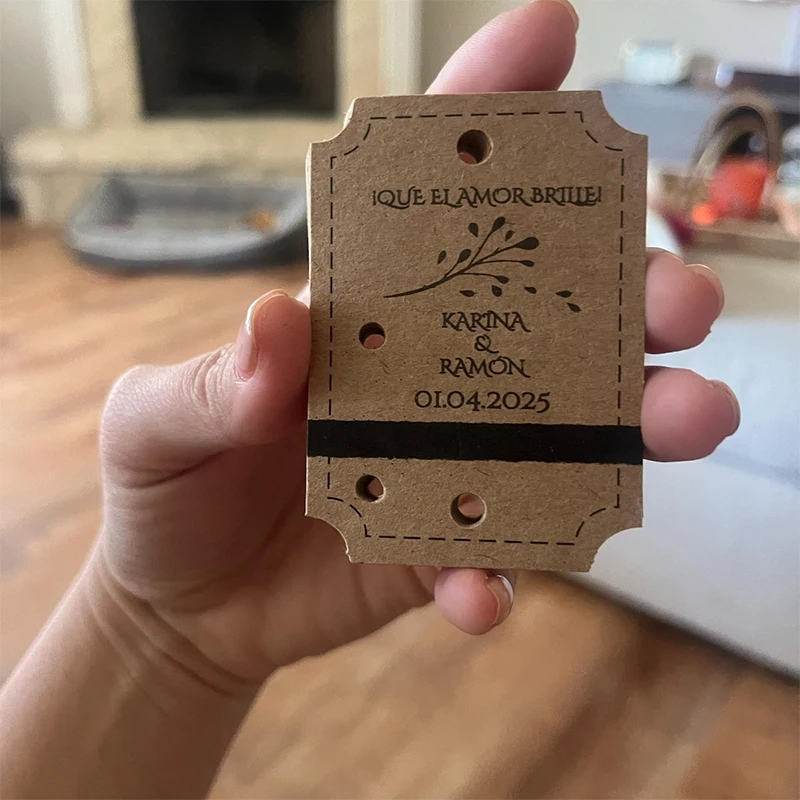 ¡QUE EL AMOR BRILLE!
KARINA
&
RAMÓN
01.04.2025